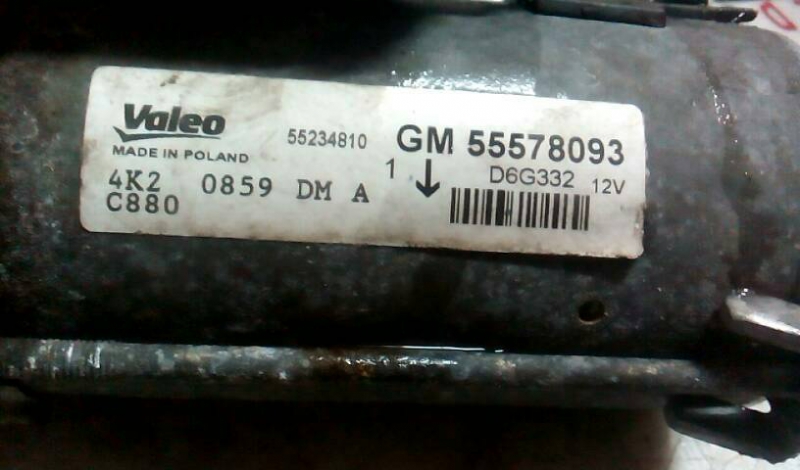 Valeo 55234810 GM 55578093
MADE IN POLAND 1 D6G332 12V
4K2 0859 DM A
C880